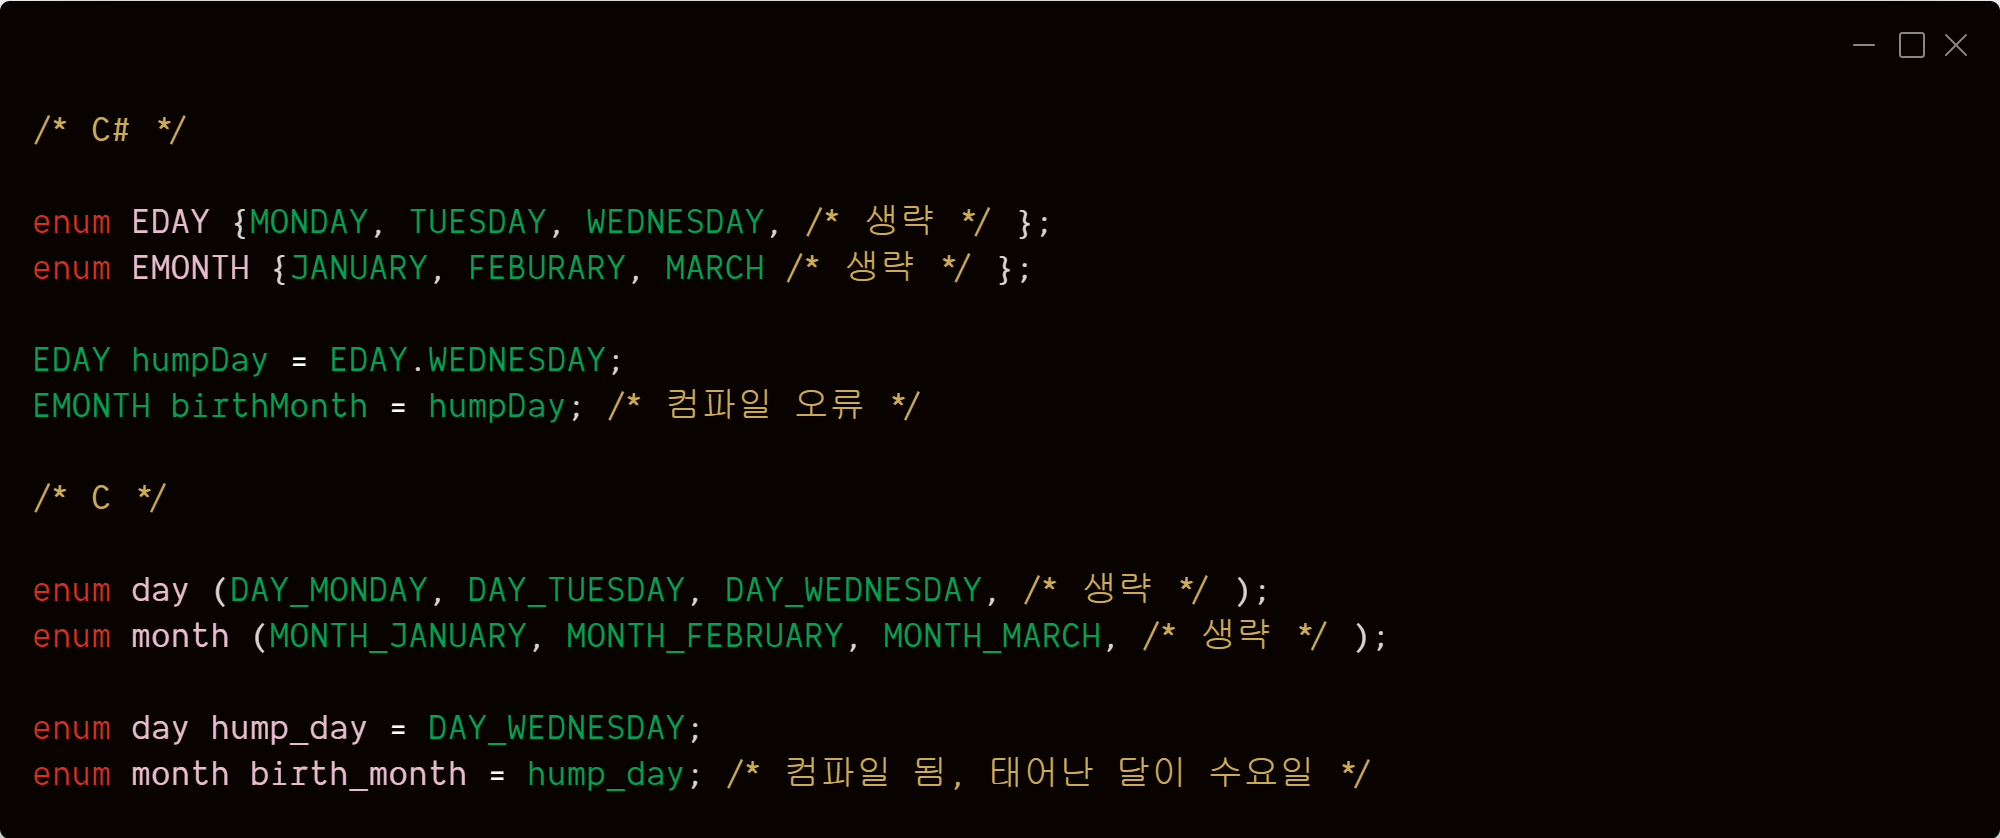 /* C# */
enum EDAY {MONDAY, TUESDAY, WEDNESDAY, /* 생략 */ };
enum EMONTH {JANUARY, FEBURARY, MARCH /* 생략 */ };
EDAY humpDay = EDAY.WEDNESDAY;
EMONTH birthMonth = humpDay; /* 컴파일 오류 */
/* C */
enum day (DAY_MONDAY, DAY_TUESDAY, DAY_WEDNESDAY, /* 생략 */ );
enum month (MONTH_JANUARY, MONTH_FEBRUARY, MONTH_MARCH, /* 생략 */ );
enum day hump_day = DAY_WEDNESDAY;
enum month birth_month = hump_day; /* 컴파일 됨, 태어난 달이 수요일 */